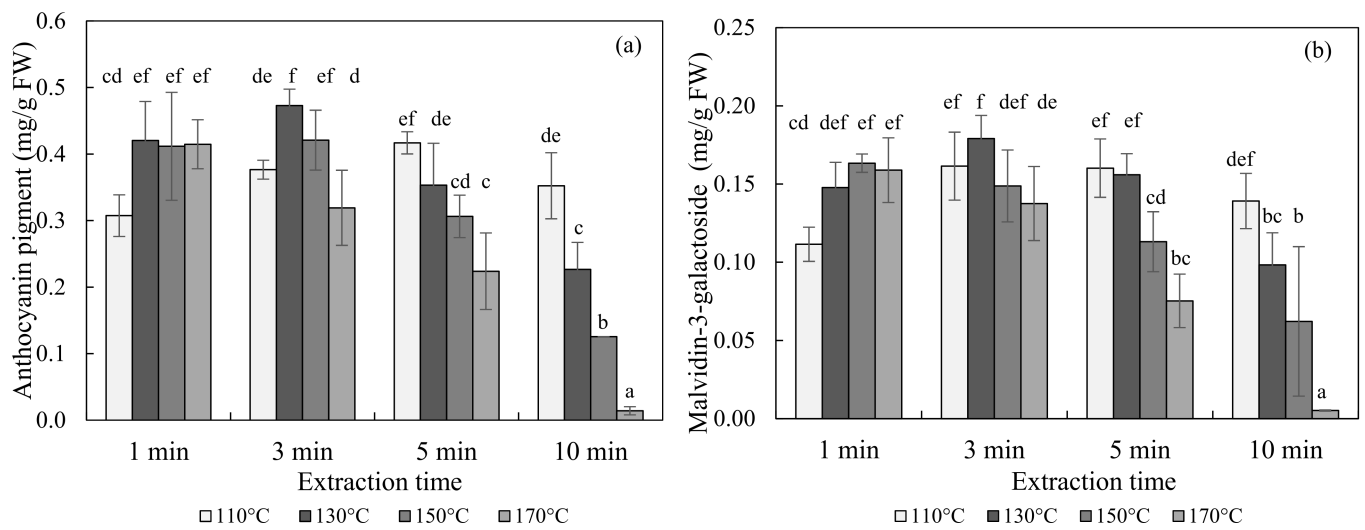 (a)
Anthocyanin pigment (mg/g FW)
0.6
0.5
0.4
0.3
0.2
0.1
0.0
cd ef ef ef
de f ef d
ef de cd c
de c b a
1 min 3 min 5 min 10 min
Extraction time
110°C 130°C 150°C 170°C
(b)
Malvidin-3-galactoside (mg/g FW)
0.25
0.20
0.15
0.10
0.05
0.00
cd def ef ef
ef f def de
ef ef cd bc
def bc b a
1 min 3 min 5 min 10 min
Extraction time
110°C 130°C 150°C 170°C